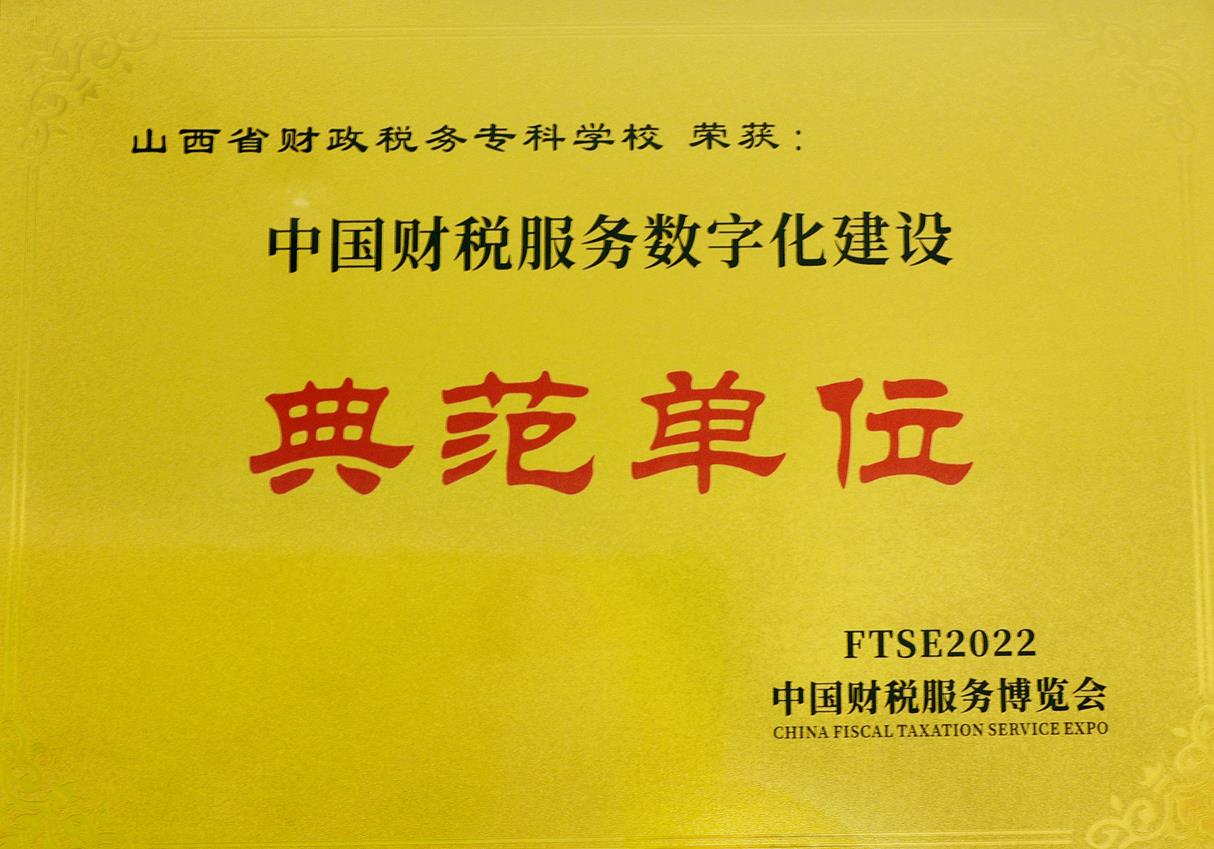 山西省财政税务专科学校 荣获：
中国财税服务数字化建设
典范单位
FTSE2022
中国财税服务博览会
CHINA FISCAL TAXATION SERVICE EXPO